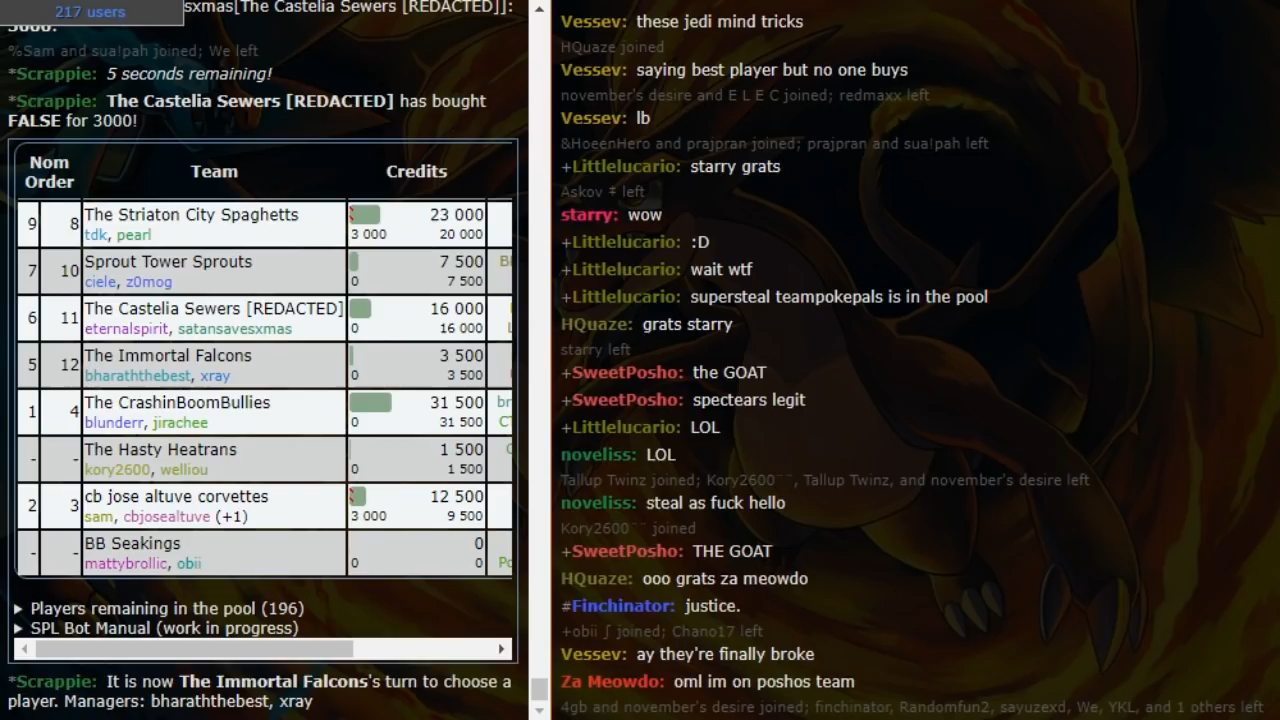 sxmas[The Castelia Sewers [REDACTED]]:
217 users
3000.
%Sam and sua!pah joined; We left
*Scrappie: 5 seconds remaining!
*Scrappie: The Castelia Sewers [REDACTED] has bought
FALSE for 3000!
Nom Order Team Credits
9 8 The Striaton City Spaghetts 23 000
tdk, pearl 3 000 20 000
7 10 Sprout Tower Sprouts 7 500
ciele, z0mog 0 7 500
6 11 The Castelia Sewers [REDACTED] 16 000
eternalspirit, satansavesxmas 0 16 000
5 12 The Immortal Falcons 3 500
bharaththebest, xray 0 3 500
1 4 The CrashinBoomBullies 31 500
blunderr, jirachee 0 31 500
- - The Hasty Heatrans 1 500
kory2600, welliou 0 1 500
2 3 cb jose altuve corvettes 12 500
sam, cbjosealtuve (+1) 3 000 9 500
- - BB Seakings 0
mattybrollic, obii 0 0
Players remaining in the pool (196)
SPL Bot Manual (work in progress)
*Scrappie: It is now The Immortal Falcons's turn to choose a
player. Managers: bharaththebest, xray
Vessev: these jedi mind tricks
HQuaze joined
Vessev: saying best player but no one buys
november's desire and E L E C joined; redmaxx left
Vessev: lb
&HoeenHero and prajpran joined; prajpran and sua!pah left
+Littlelucario: starry grats
Askov ⧧ left
starry: wow
+Littlelucario: :D
+Littlelucario: wait wtf
+Littlelucario: supersteal teampokepals is in the pool
HQuaze: grats starry
starry left
+SweetPosho: the GOAT
+SweetPosho: spectears legit
+Littlelucario: LOL
noveliss: LOL
Tallup Twinz joined; Kory2600¯¯, Tallup Twinz, and november's desire left
noveliss: steal as fuck hello
Kory2600¯¯ joined
+SweetPosho: THE GOAT
HQuaze: ooo grats za meowdo
#Finchinator: justice.
+obii ∫ joined; Chano17 left
Vessev: ay they're finally broke
Za Meowdo: oml im on poshos team
4gb and november's desire joined; finchinator, Randomfun2, sayuzexd, We, YKL, and 1 others left